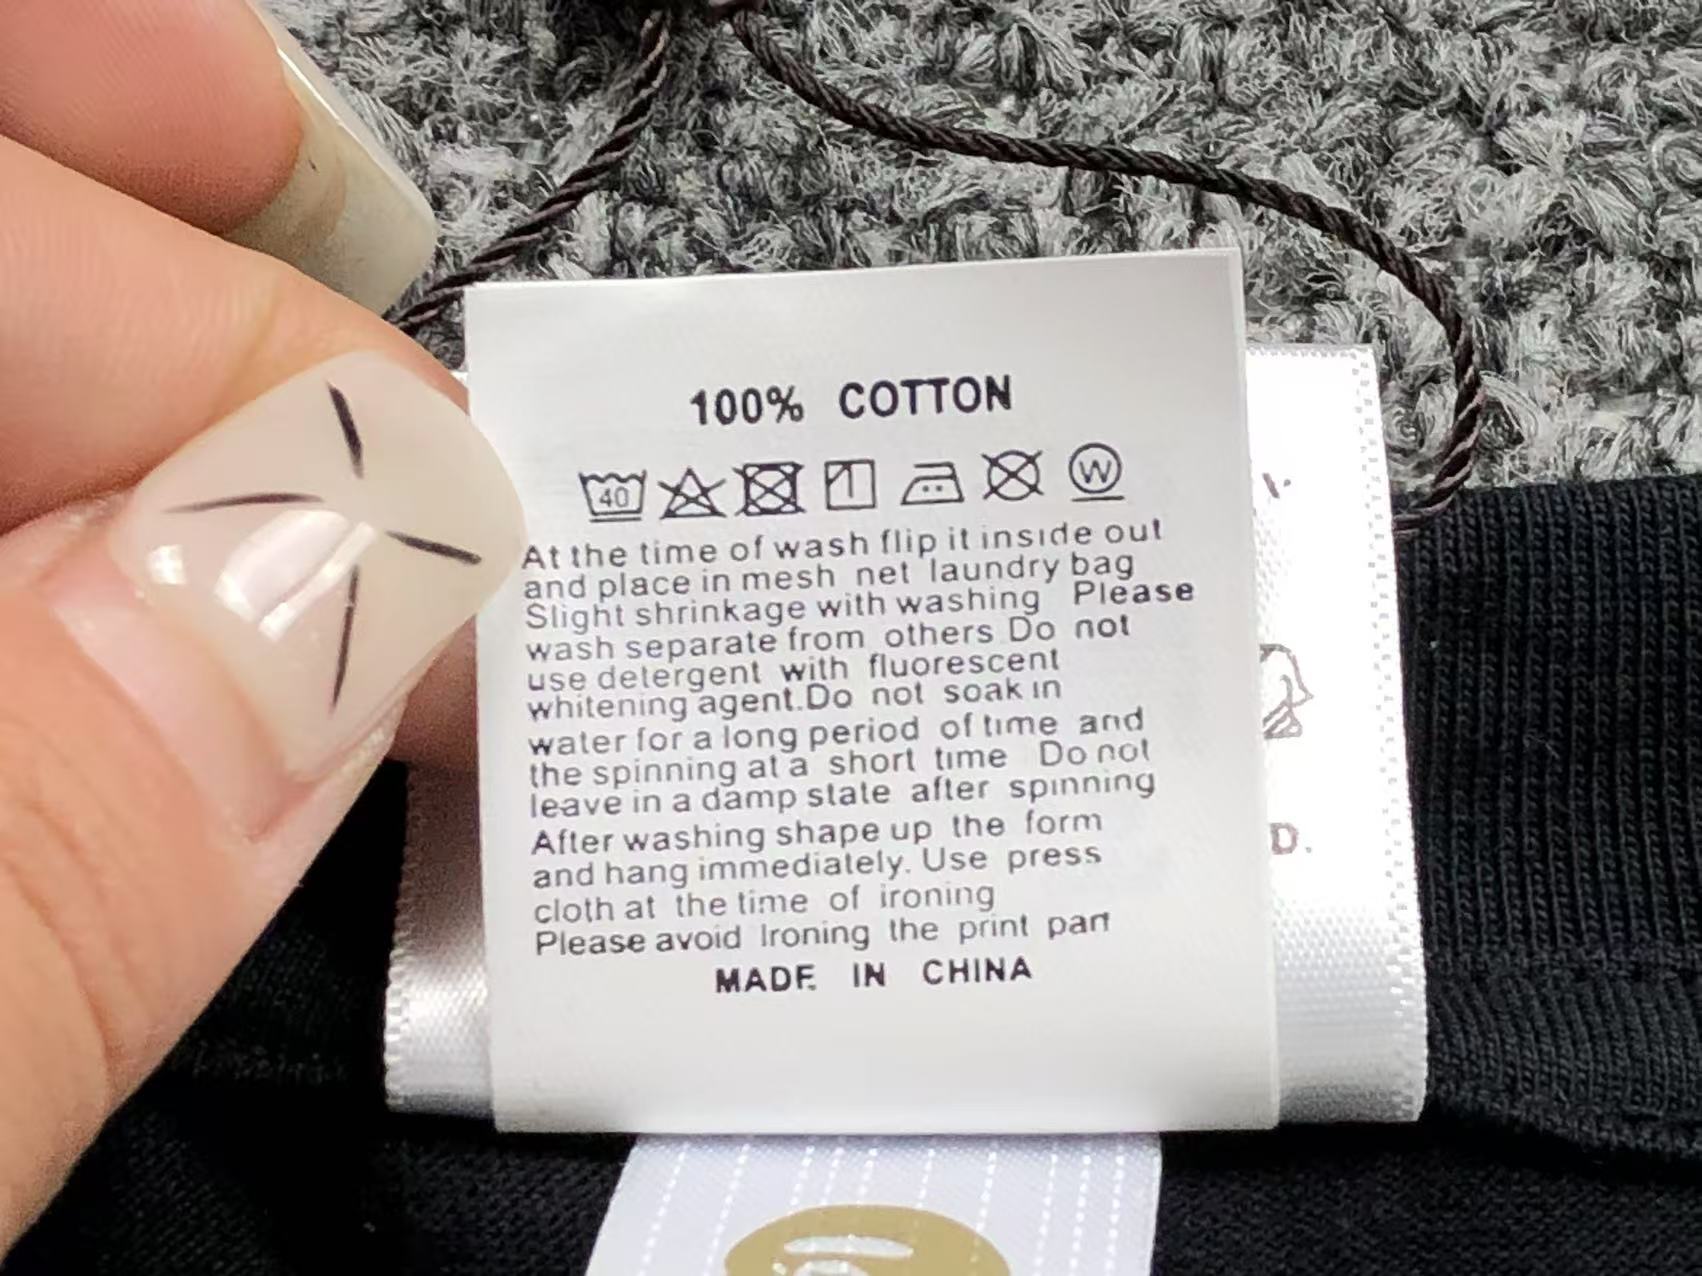 100% COTTON
40 W
At the time of wash flip it inside out
and place in mesh net laundry bag
Slight shrinkage with washing Please
wash separate from others Do not
use detergent with fluorescent
whitening agent.Do not soak in
water for a long period of time and
the spinning at a short time Do not
leave in a damp state after spinning
After washing shape up the form
and hang immediately. Use press
cloth at the time of ironing
Please avoid Ironing the print part
MADE IN CHINA
D.